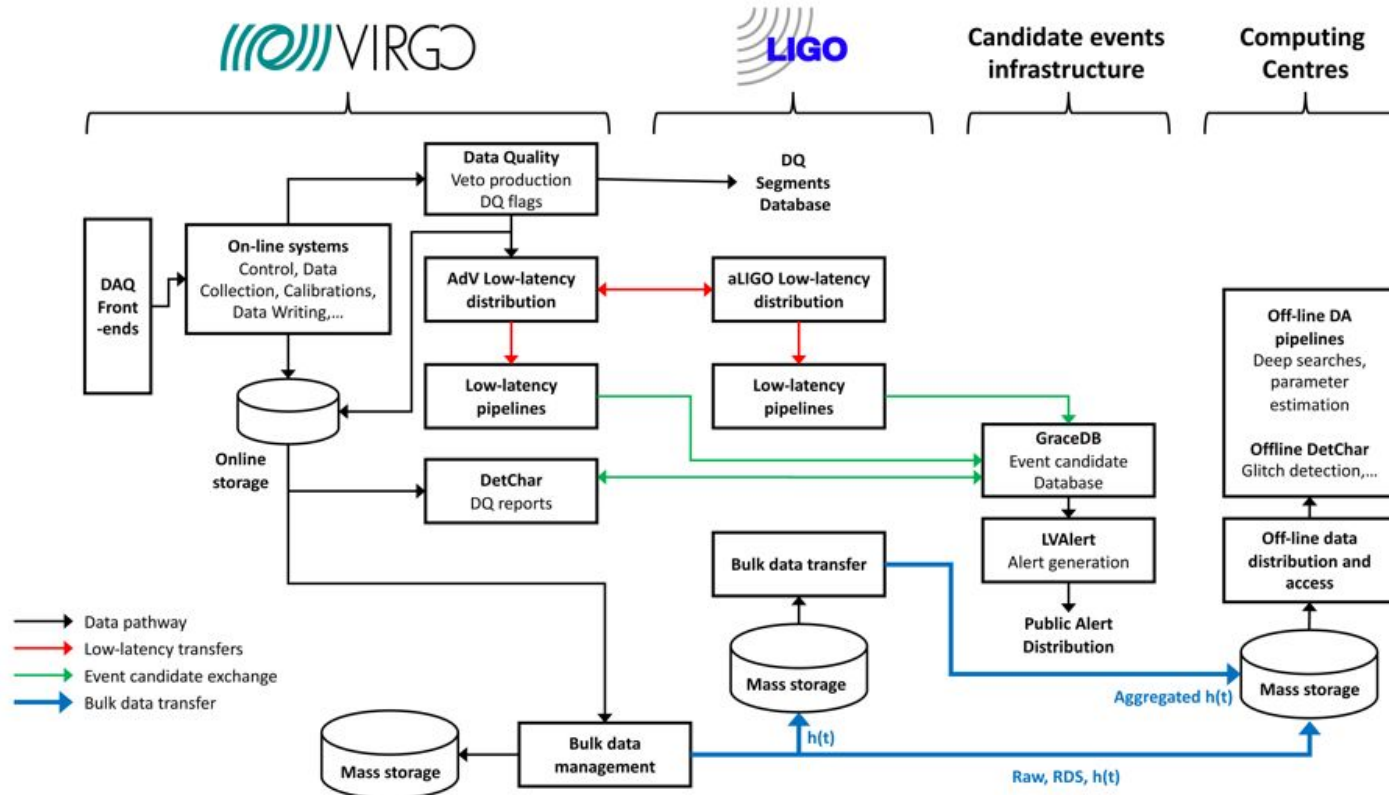 VIRGO
LIGO
Candidate events
infrastructure
Computing
Centres
Data Quality
Veto production
DQ flags
DQ
Segments
Database
DAQ
Front
-ends
On-line systems
Control, Data
Collection, Calibrations,
Data Writing,...
AdV Low-latency
distribution
aLIGO Low-latency
distribution
Off-line DA
pipelines
Deep searches,
parameter
estimation
Offline DetChar
Glitch detection,...
Low-latency
pipelines
Low-latency
pipelines
GraceDB
Event candidate
Database
Online
storage
DetChar
DQ reports
LVAlert
Alert generation
Off-line data
distribution and
access
Bulk data transfer
Public Alert
Distribution
Data pathway
Low-latency transfers
Event candidate exchange
Bulk data transfer
Mass storage
Aggregated h(t)
Mass storage
h(t)
Mass storage
Bulk data
management
Raw, RDS, h(t)